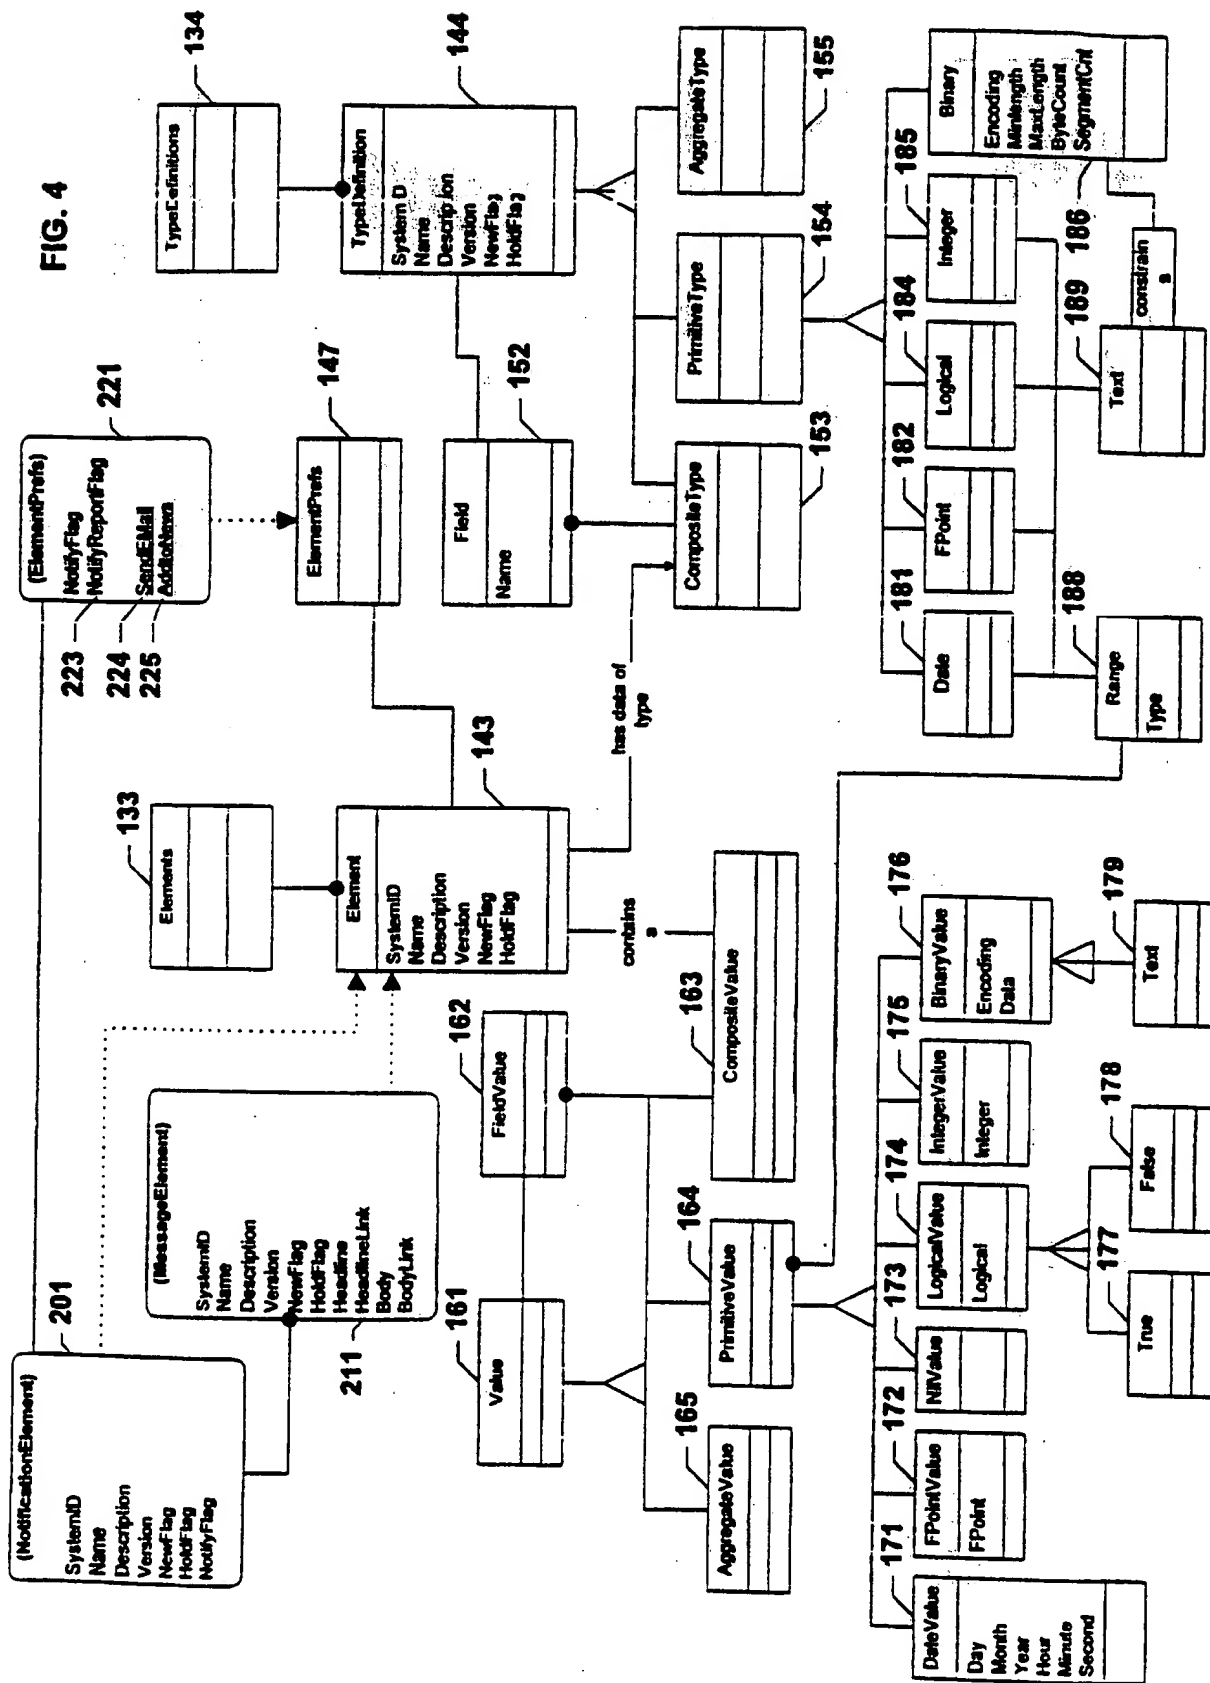 FIG. 4
(NotificationElement)
SystemID
Name
Description
Version
NewFlag
HoldFlag
NotifyFlag
201
(MessageElement)
SystemID
Name
Description
Version
NewFlag
HoldFlag
Headline
HeadlineLink
Body
BodyLink
211
(ElementPrefs)
NotifyFlag
NotifyReportFlag
SendEMail
AddtoNews
221
223
224
225
Elements
133
Element
SystemID
Name
Description
Version
NewFlag
HoldFlag
143
ElementPrefs
147
TypeDefinitions
134
TypeDefinition
SystemID
Name
Description
Version
NewFlag
HoldFlag
144
Field
Name
152
contains
a
has data of
type
Value
161
FieldValue
162
AggregateValue
165
PrimitiveValue
164
CompositeValue
163
CompositeType
153
PrimitiveType
154
AggregateType
155
DateValue
Day
Month
Year
Hour
Minute
Second
171
FPointValue
FPoint
172
NilValue
173
LogicalValue
Logical
174
IntegerValue
Integer
175
BinaryValue
Encoding
Data
176
True
177
False
178
Text
179
Date
181
FPoint
182
Logical
184
Integer
185
Binary
Encoding
Minlength
MaxLength
ByteCount
SegmentCnt
186
Range
Type
188
Text
189
constrain
s